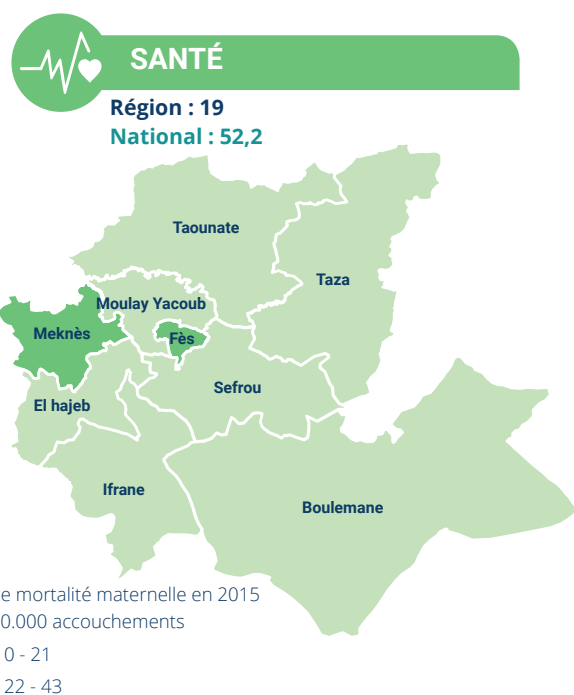 SANTÉ
Région : 19
National : 52,2
Taounate
Taza
Moulay Yacoub
Meknès
Fès
Sefrou
El hajeb
Ifrane
Boulemane
e mortalité maternelle en 2015
0.000 accouchements
0 - 21
22 - 43